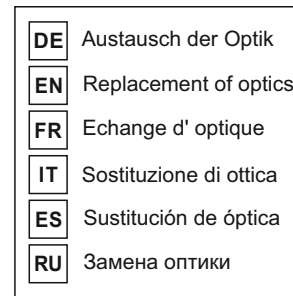 DE Austausch der Optik
EN Replacement of optics
FR Echange d' optique
IT Sostituzione di ottica
ES Sustitución de óptica
RU Замена оптики